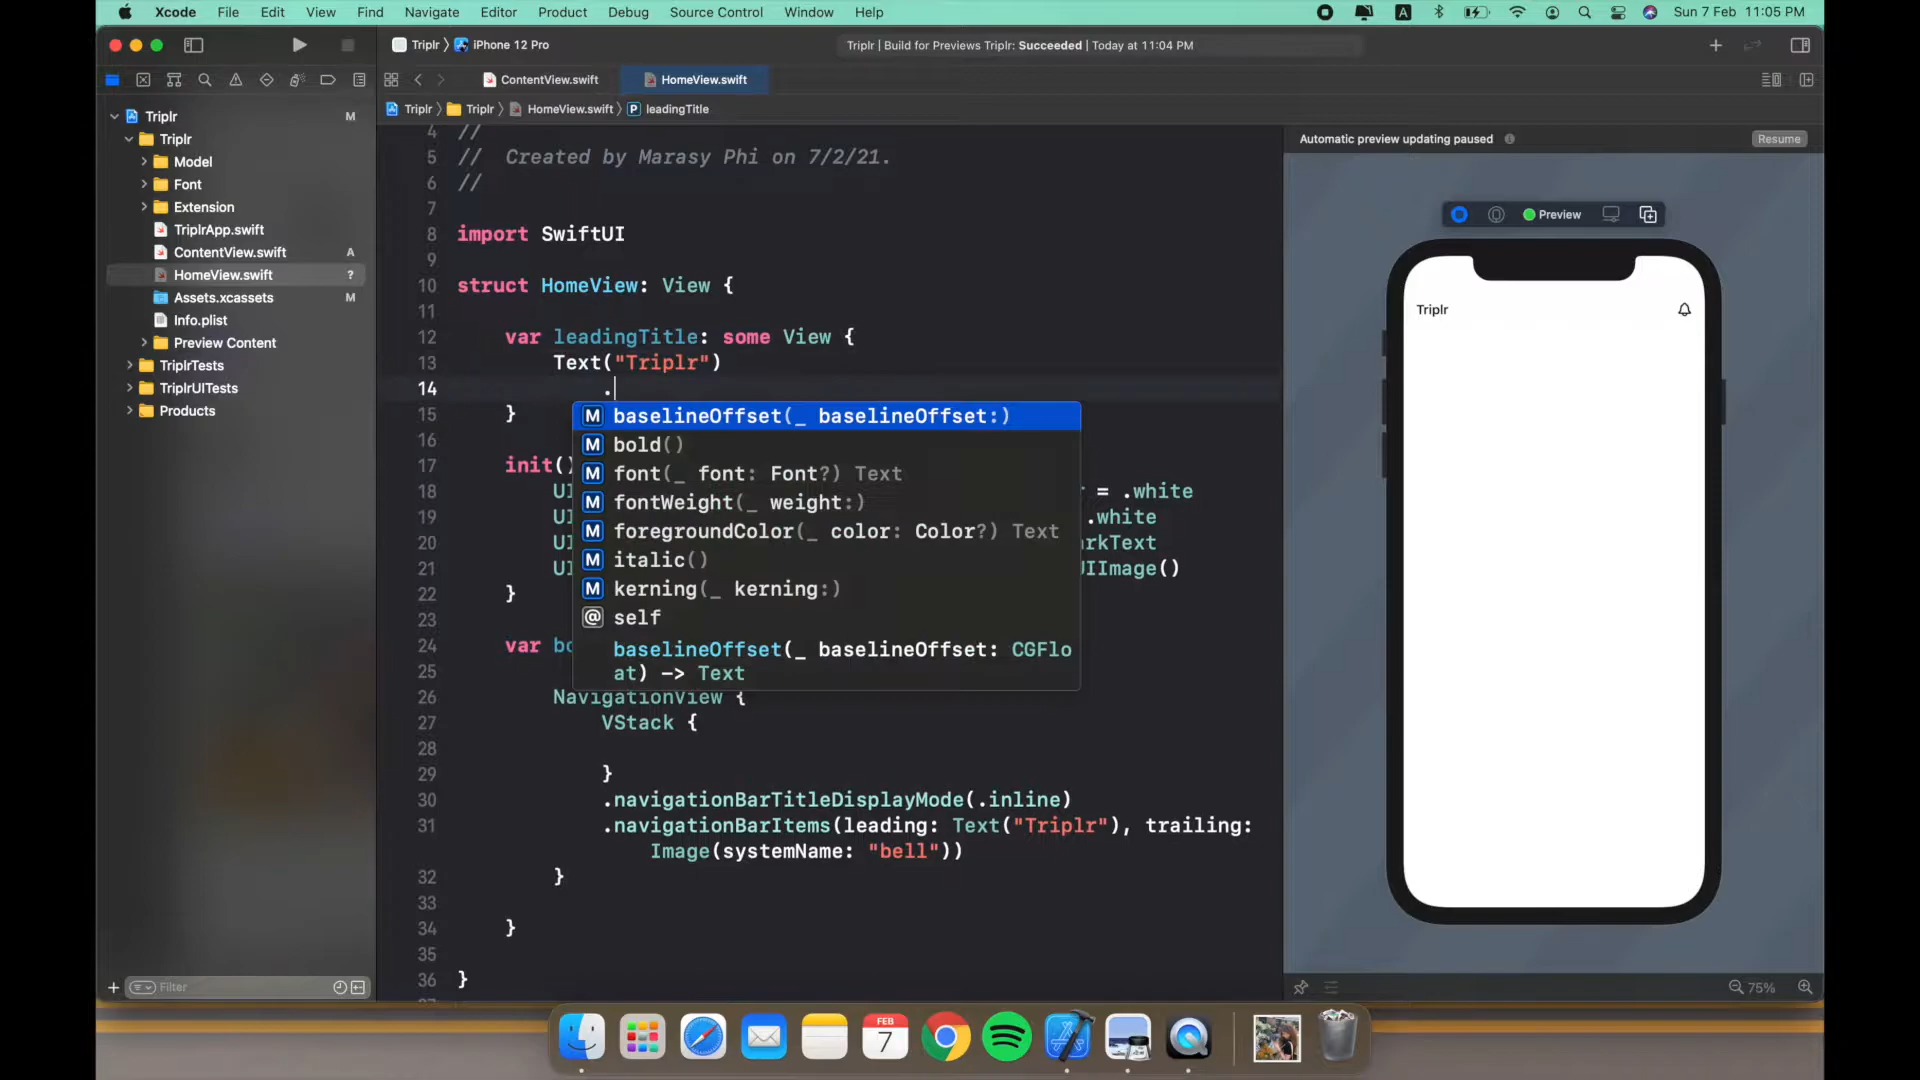 Xcode File Edit View Find Navigate Editor Product Debug Source Control Window Help A Sun 7 Feb 11:05 PM
Triplr 〉 iPhone 12 Pro
Triplr | Build for Previews Triplr: Succeeded | Today at 11:04 PM
ContentView.swift
HomeView.swift
Triplr 〉 Triplr 〉 HomeView.swift 〉 P leadingTitle
Triplr M
Triplr
Model
Font
Extension
TriplrApp.swift
ContentView.swift A
HomeView.swift ?
Assets.xcassets M
Info.plist
Preview Content
TriplrTests
TriplrUITests
Products
Filter
4 //
5 // Created by Marasy Phi on 7/2/21.
6 //
7
8 import SwiftUI
9
10 struct HomeView: View {
11
12 var leadingTitle: some View {
13 Text("Triplr")
14 .
15 }
16
17 init()
18 UI = .white
19 UI .white
20 UI rkText
21 UI UIImage()
22 }
23
24 var bo
25
26 NavigationView {
27 VStack {
28
29 }
30 .navigationBarTitleDisplayMode(.inline)
31 .navigationBarItems(leading: Text("Triplr"), trailing:
Image(systemName: "bell"))
32 }
33
34 }
35
36 }
M baselineOffset(_ baselineOffset:)
M bold()
M font(_ font: Font?) Text
M fontWeight(_ weight:)
M foregroundColor(_ color: Color?) Text
M italic()
M kerning(_ kerning:)
@ self
baselineOffset(_ baselineOffset: CGFlo
at) -> Text
Automatic preview updating paused
Resume
Preview
Triplr
75%
FEB
7